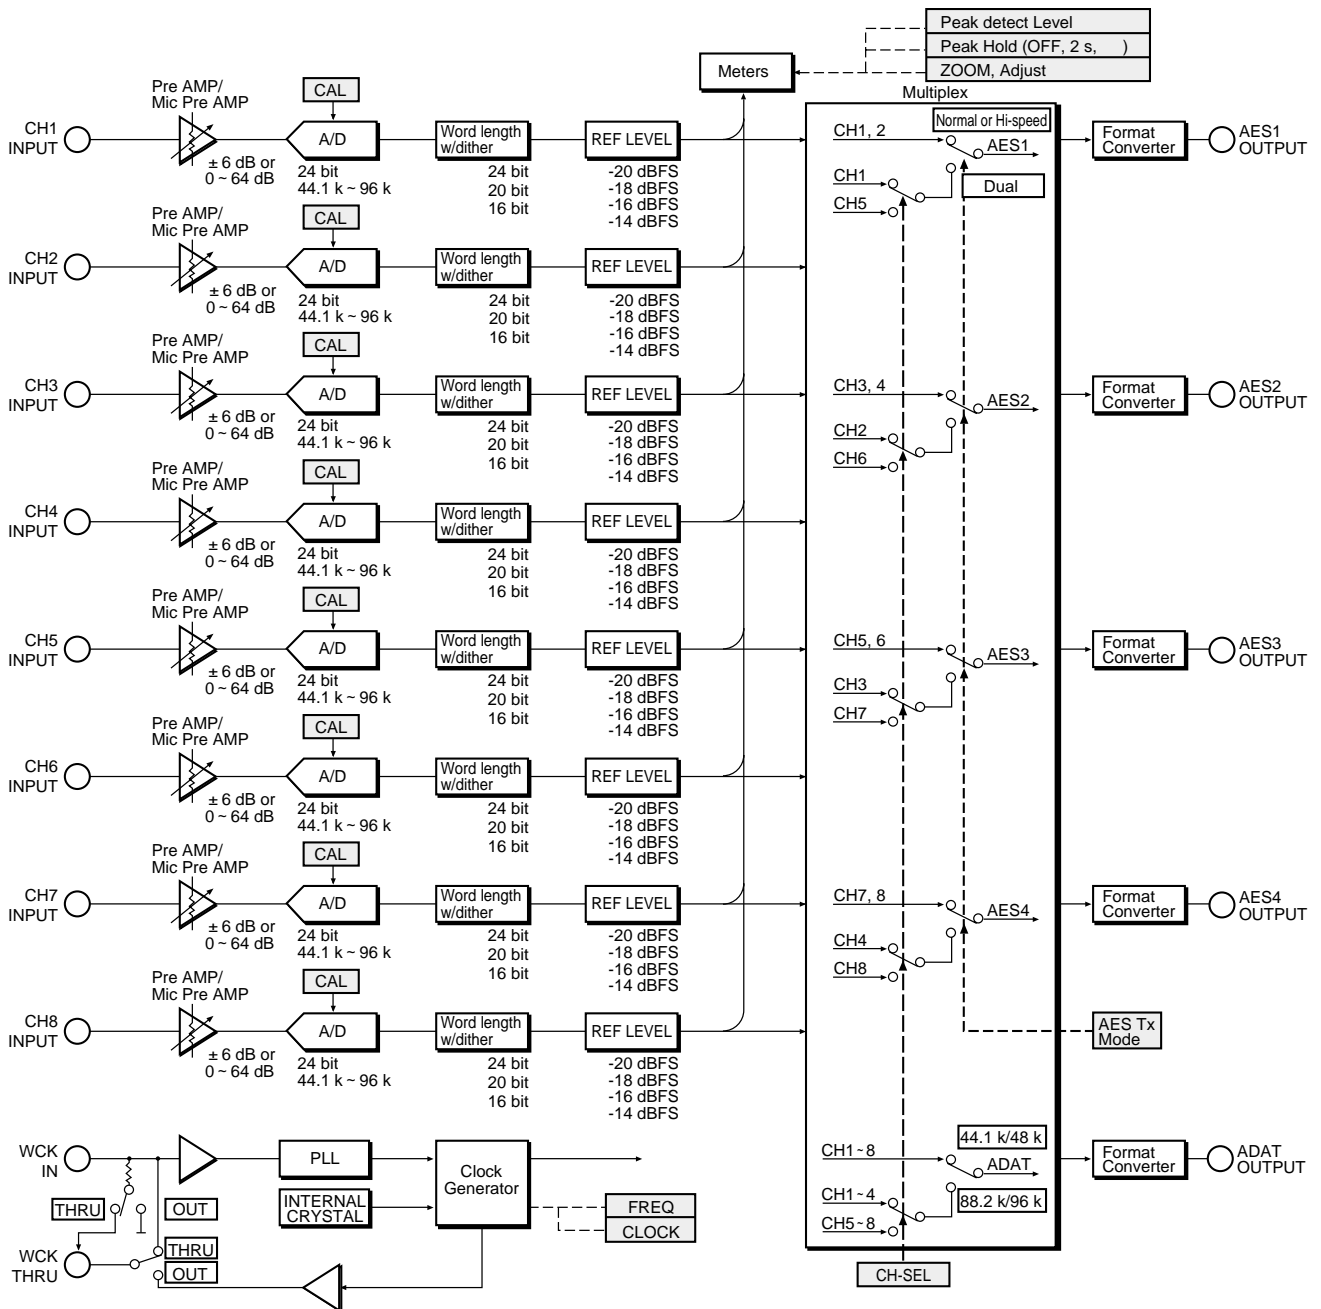 Peak detect Level
Peak Hold (OFF, 2 s, )
ZOOM, Adjust
Meters
Multiplex
Pre AMP/
Mic Pre AMP
CAL
CH1
INPUT
A/D
Word length
w/dither
REF LEVEL
± 6 dB or
0 ~ 64 dB
24 bit
44.1 k ~ 96 k
24 bit
20 bit
16 bit
-20 dBFS
-18 dBFS
-16 dBFS
-14 dBFS
Pre AMP/
Mic Pre AMP
CAL
CH2
INPUT
A/D
Word length
w/dither
REF LEVEL
± 6 dB or
0 ~ 64 dB
24 bit
44.1 k ~ 96 k
24 bit
20 bit
16 bit
-20 dBFS
-18 dBFS
-16 dBFS
-14 dBFS
Pre AMP/
Mic Pre AMP
CAL
CH3
INPUT
A/D
Word length
w/dither
REF LEVEL
± 6 dB or
0 ~ 64 dB
24 bit
44.1 k ~ 96 k
24 bit
20 bit
16 bit
-20 dBFS
-18 dBFS
-16 dBFS
-14 dBFS
Pre AMP/
Mic Pre AMP
CAL
CH4
INPUT
A/D
Word length
w/dither
REF LEVEL
± 6 dB or
0 ~ 64 dB
24 bit
44.1 k ~ 96 k
24 bit
20 bit
16 bit
-20 dBFS
-18 dBFS
-16 dBFS
-14 dBFS
Pre AMP/
Mic Pre AMP
CAL
CH5
INPUT
A/D
Word length
w/dither
REF LEVEL
± 6 dB or
0 ~ 64 dB
24 bit
44.1 k ~ 96 k
24 bit
20 bit
16 bit
-20 dBFS
-18 dBFS
-16 dBFS
-14 dBFS
Pre AMP/
Mic Pre AMP
CAL
CH6
INPUT
A/D
Word length
w/dither
REF LEVEL
± 6 dB or
0 ~ 64 dB
24 bit
44.1 k ~ 96 k
24 bit
20 bit
16 bit
-20 dBFS
-18 dBFS
-16 dBFS
-14 dBFS
Pre AMP/
Mic Pre AMP
CAL
CH7
INPUT
A/D
Word length
w/dither
REF LEVEL
± 6 dB or
0 ~ 64 dB
24 bit
44.1 k ~ 96 k
24 bit
20 bit
16 bit
-20 dBFS
-18 dBFS
-16 dBFS
-14 dBFS
Pre AMP/
Mic Pre AMP
CAL
CH8
INPUT
A/D
Word length
w/dither
REF LEVEL
± 6 dB or
0 ~ 64 dB
24 bit
44.1 k ~ 96 k
24 bit
20 bit
16 bit
-20 dBFS
-18 dBFS
-16 dBFS
-14 dBFS
Normal or Hi-speed
CH1, 2
AES1
CH1
Dual
CH5
Format
Converter
AES1
OUTPUT
CH3, 4
AES2
CH2
CH6
Format
Converter
AES2
OUTPUT
CH5, 6
AES3
CH3
CH7
Format
Converter
AES3
OUTPUT
CH7, 8
AES4
CH4
CH8
Format
Converter
AES4
OUTPUT
AES Tx
Mode
44.1 k/48 k
CH1 ~ 8
ADAT
CH1 ~ 4
88.2 k/96 k
CH5 ~ 8
Format
Converter
ADAT
OUTPUT
CH-SEL
WCK
IN
PLL
Clock
Generator
INTERNAL
CRYSTAL
THRU
OUT
FREQ
CLOCK
WCK
THRU
THRU
OUT